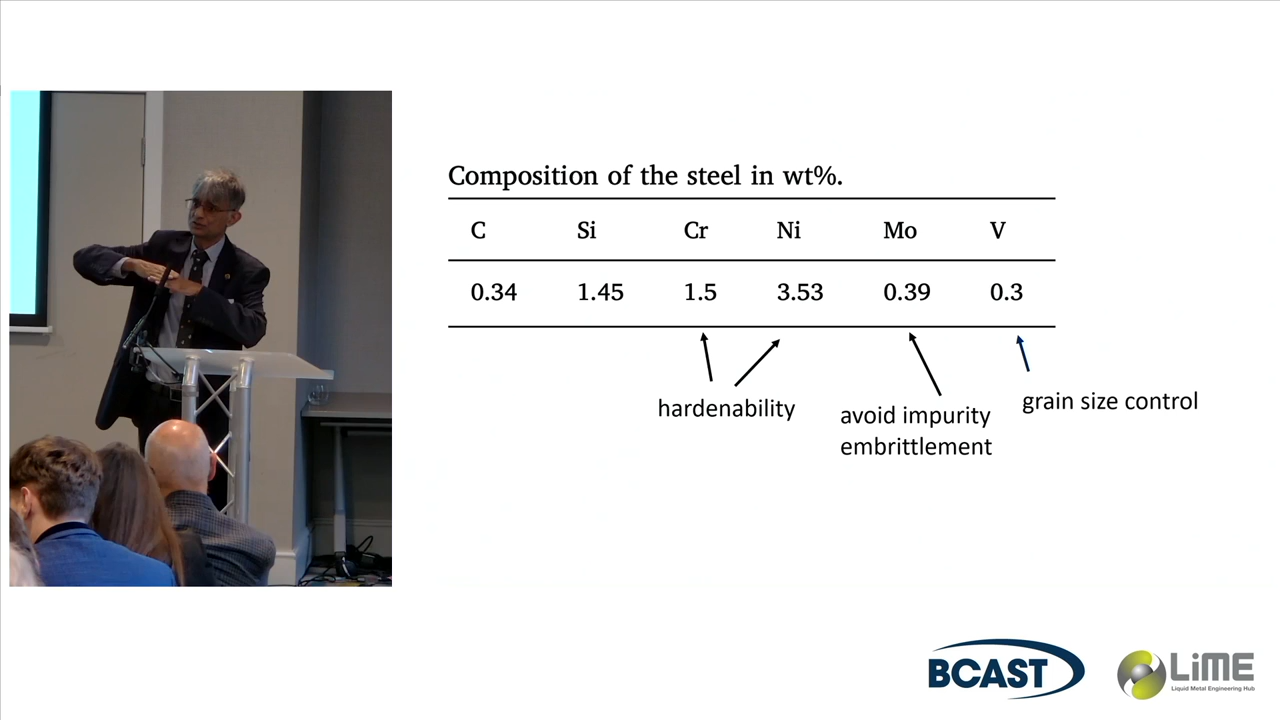 Composition of the steel in wt%.
C Si Cr Ni Mo V
0.34 1.45 1.5 3.53 0.39 0.3
hardenability
avoid impurity
embrittlement
grain size control
BCAST
LiME
Liquid Metal Engineering Hub